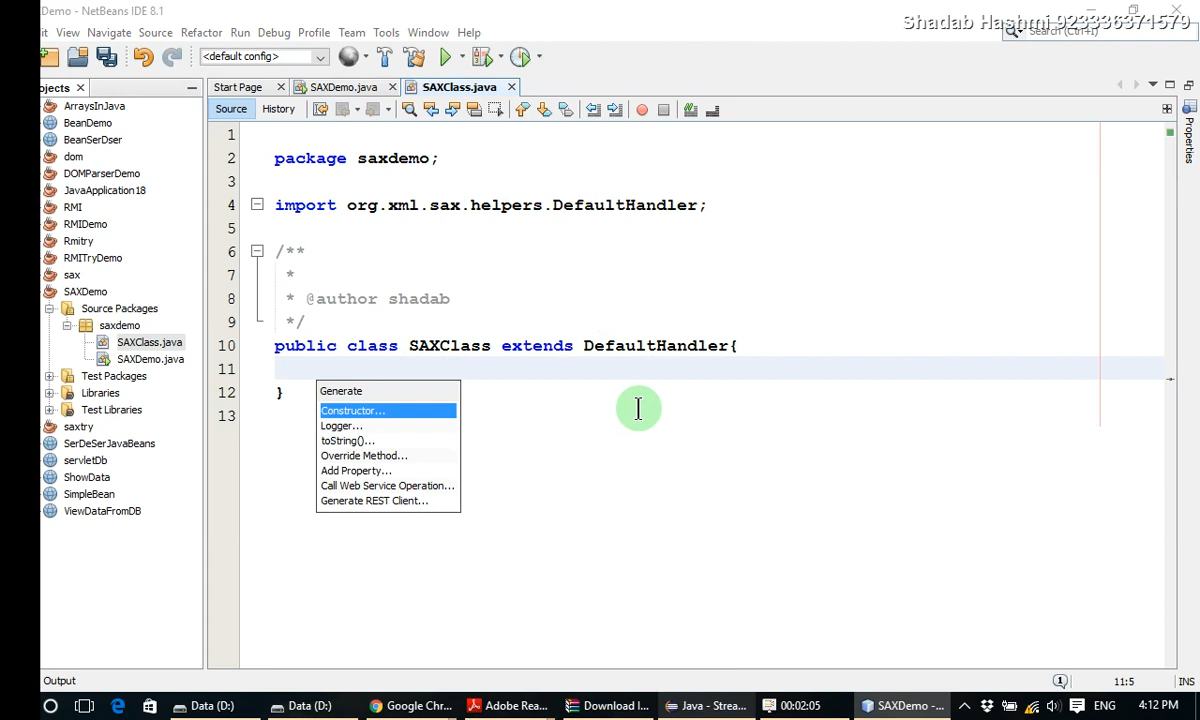 Demo - NetBeans IDE 8.1
Shadab Hashmi 923336371579
it View Navigate Source Refactor Run Debug Profile Team Tools Window Help
Search (Ctrl+I)
<default config>
ojects
Start Page
SAXDemo.java
SAXClass.java
Source
History
Properties
ArraysInJava
BeanDemo
BeanSerDser
dom
DOMParserDemo
JavaApplication18
RMI
RMIDemo
Rmitry
RMITryDemo
sax
SAXDemo
Source Packages
saxdemo
SAXClass.java
SAXDemo.java
Test Packages
Libraries
Test Libraries
saxtry
SerDeSerJavaBeans
servletDb
ShowData
SimpleBean
ViewDataFromDB
1
2 package saxdemo;
3
4 import org.xml.sax.helpers.DefaultHandler;
5
6 /**
7 *
8 * @author shadab
9 */
10 public class SAXClass extends DefaultHandler{
11
12 }
13
Generate
Constructor...
Logger...
toString()...
Override Method...
Add Property...
Call Web Service Operation...
Generate REST Client...
Output
1
11:5
INS
Data (D:)
Data (D:)
Google Chr...
Adobe Rea...
Download I...
Java - Strea...
00:02:05
SAXDemo -...
ENG
4:12 PM